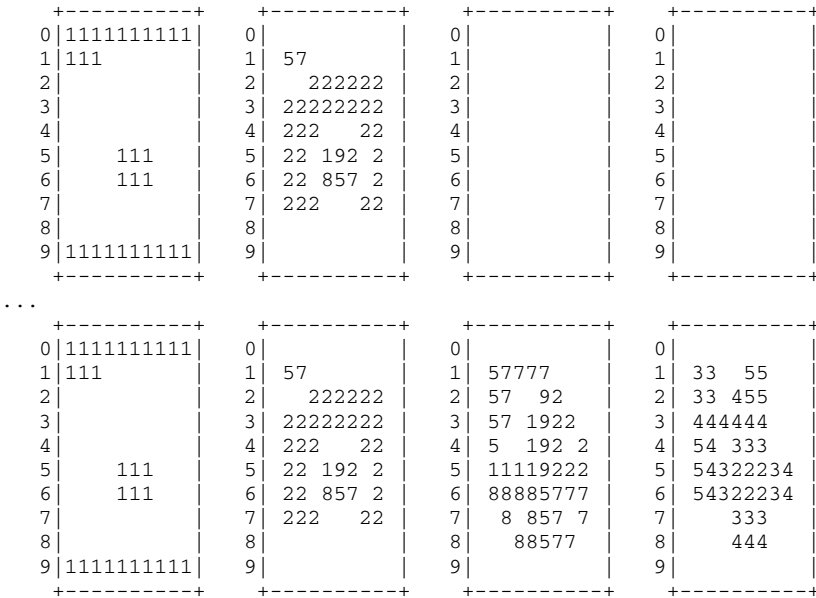 +----------+    +----------+    +----------+    +----------+
   0|1111111111|   0|          |   0|          |   0|          |
   1|111       |   1| 57       |   1|          |   1|          |
   2|          |   2|   222222 |   2|          |   2|          |
   3|          |   3| 22222222 |   3|          |   3|          |
   4|          |   4| 222   22 |   4|          |   4|          |
   5|    111   |   5| 22 192 2 |   5|          |   5|          |
   6|    111   |   6| 22 857 2 |   6|          |   6|          |
   7|          |   7| 222   22 |   7|          |   7|          |
   8|          |   8|          |   8|          |   8|          |
   9|1111111111|   9|          |   9|          |   9|          |
    +----------+    +----------+    +----------+    +----------+
...
    +----------+    +----------+    +----------+    +----------+
   0|1111111111|   0|          |   0|          |   0|          |
   1|111       |   1| 57       |   1| 57777    |   1| 33  55   |
   2|          |   2|   222222 |   2| 57  92   |   2| 33 455   |
   3|          |   3| 22222222 |   3| 57 1922  |   3| 444444   |
   4|          |   4| 222   22 |   4| 5  192 2 |   4| 54 333   |
   5|    111   |   5| 22 192 2 |   5| 11119222 |   5| 54322234 |
   6|    111   |   6| 22 857 2 |   6| 88885777 |   6| 54322234 |
   7|          |   7| 222   22 |   7|  8 857 7 |   7|    333   |
   8|          |   8|          |   8|   88577  |   8|    444   |
   9|1111111111|   9|          |   9|          |   9|          |
    +----------+    +----------+    +----------+    +----------+